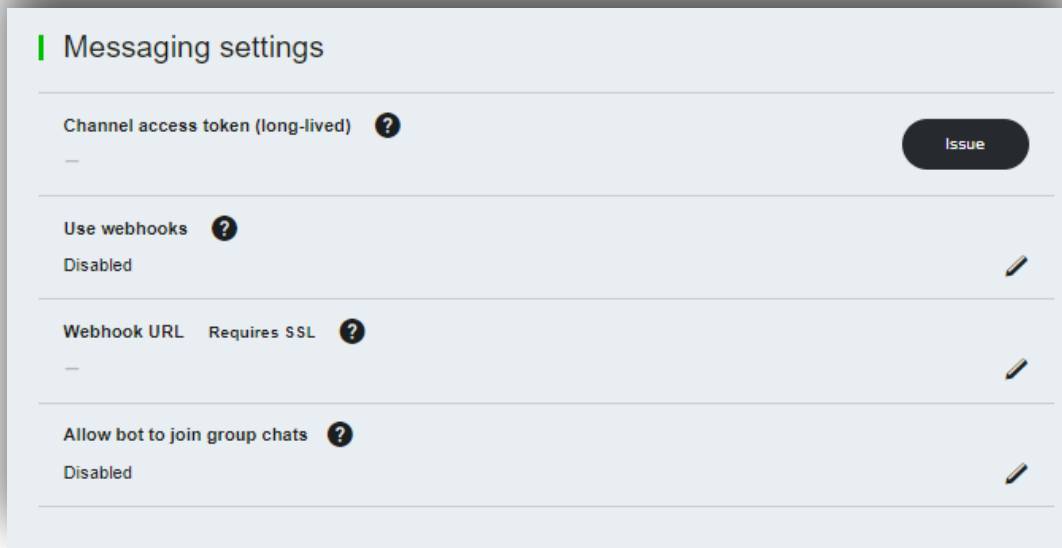 Messaging settings
Channel access token (long-lived) ?
—
Issue
Use webhooks ?
Disabled
Webhook URL Requires SSL ?
—
Allow bot to join group chats ?
Disabled